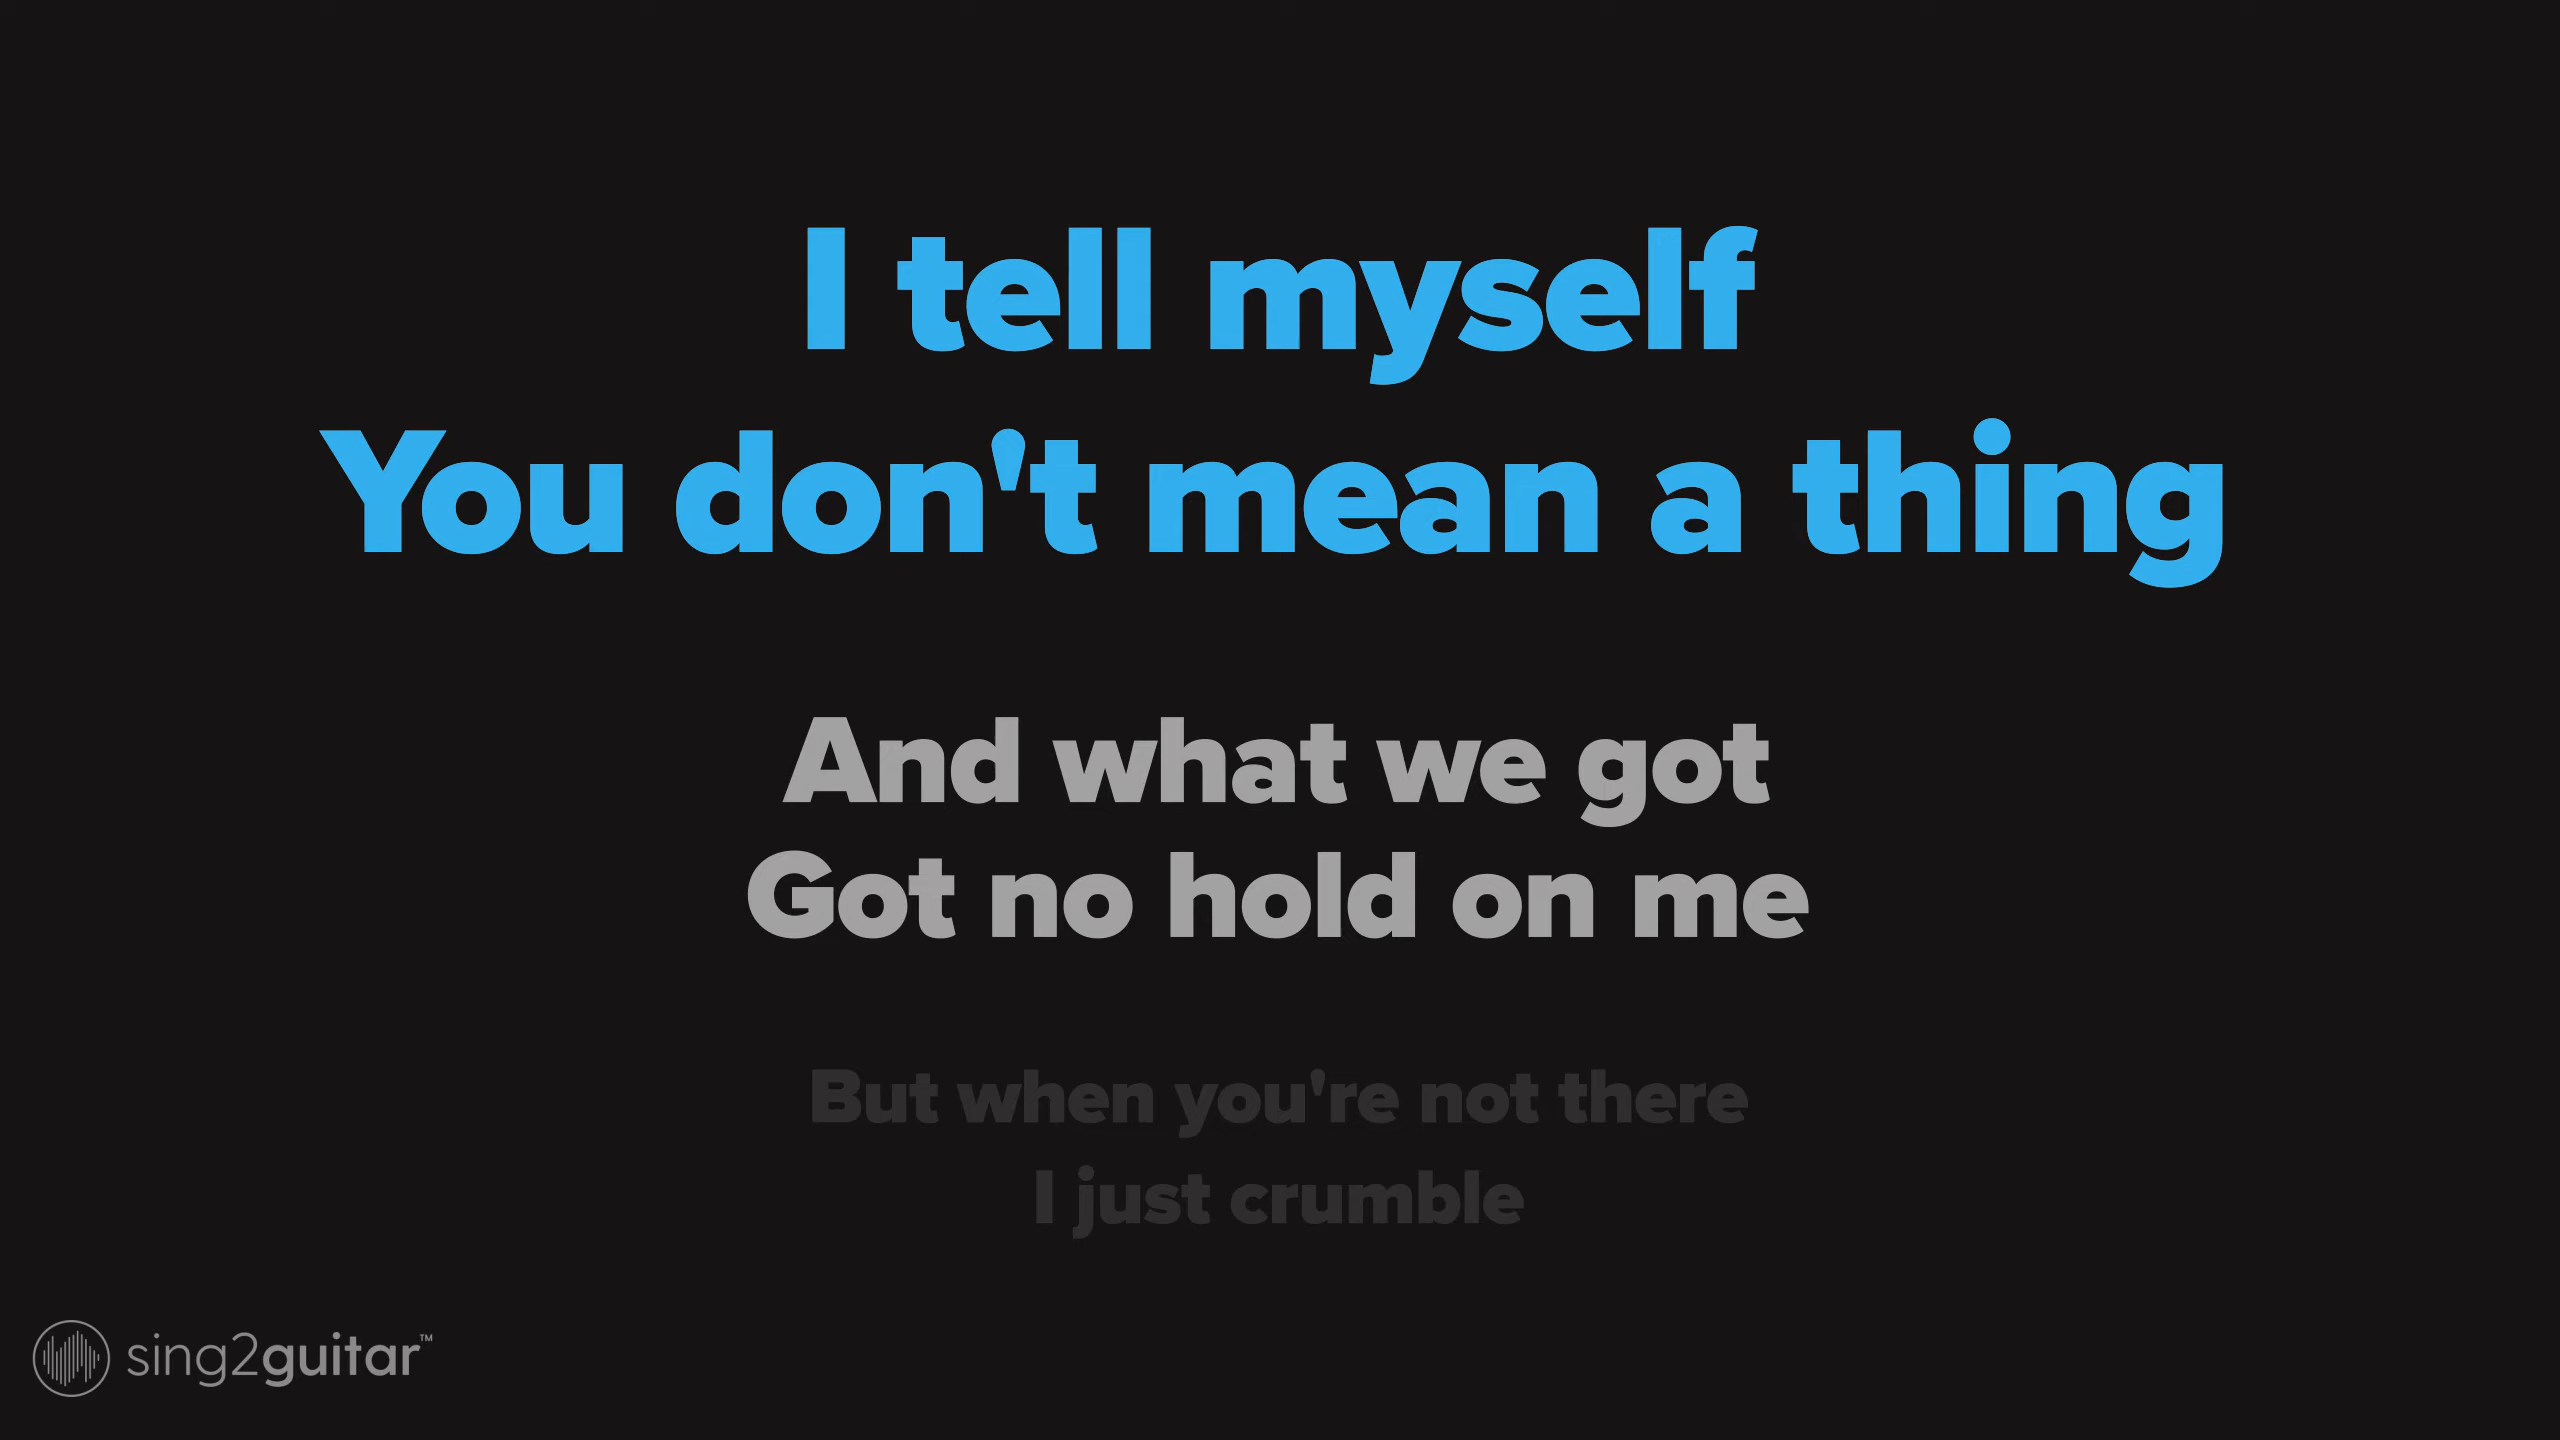 I tell myself
You don't mean a thing
And what we got
Got no hold on me
But when you're not there
I just crumble
sing2guitar™